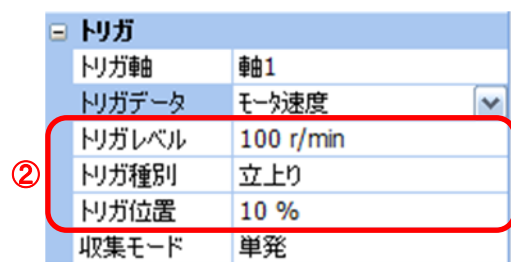 トリガ
トリガ軸 軸1
トリガデータ モータ速度
トリガレベル 100 r/min
② トリガ種別 立上り
トリガ位置 10 %
収集モード 単発